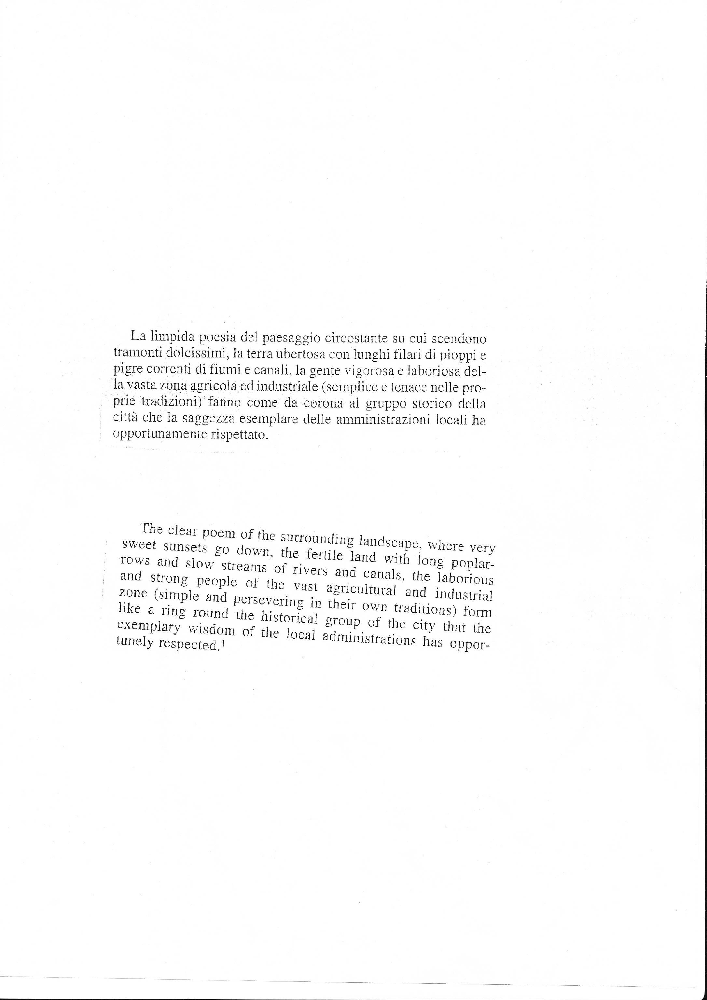 La limpida poesia del paesaggio circostante su cui scendono
tramonti dolcissimi, la terra ubertosa con lunghi filari di pioppi e
pigre correnti di fiumi e canali, la gente vigorosa e laboriosa del-
la vasta zona agricola ed industriale (semplice e tenace nelle pro-
prie tradizioni) fanno come da corona al gruppo storico della
città che la saggezza esemplare delle amministrazioni locali ha
opportunamente rispettato.
The clear poem of the surrounding landscape, where very
sweet sunsets go down, the fertile land with long poplar-
rows and slow streams of rivers and canals, the laborious
and strong people of the vast agricultural and industrial
zone (simple and persevering in their own traditions) form
like a ring round the historical group of the city that the
exemplary wisdom of the local administrations has oppor-
tunely respected.¹